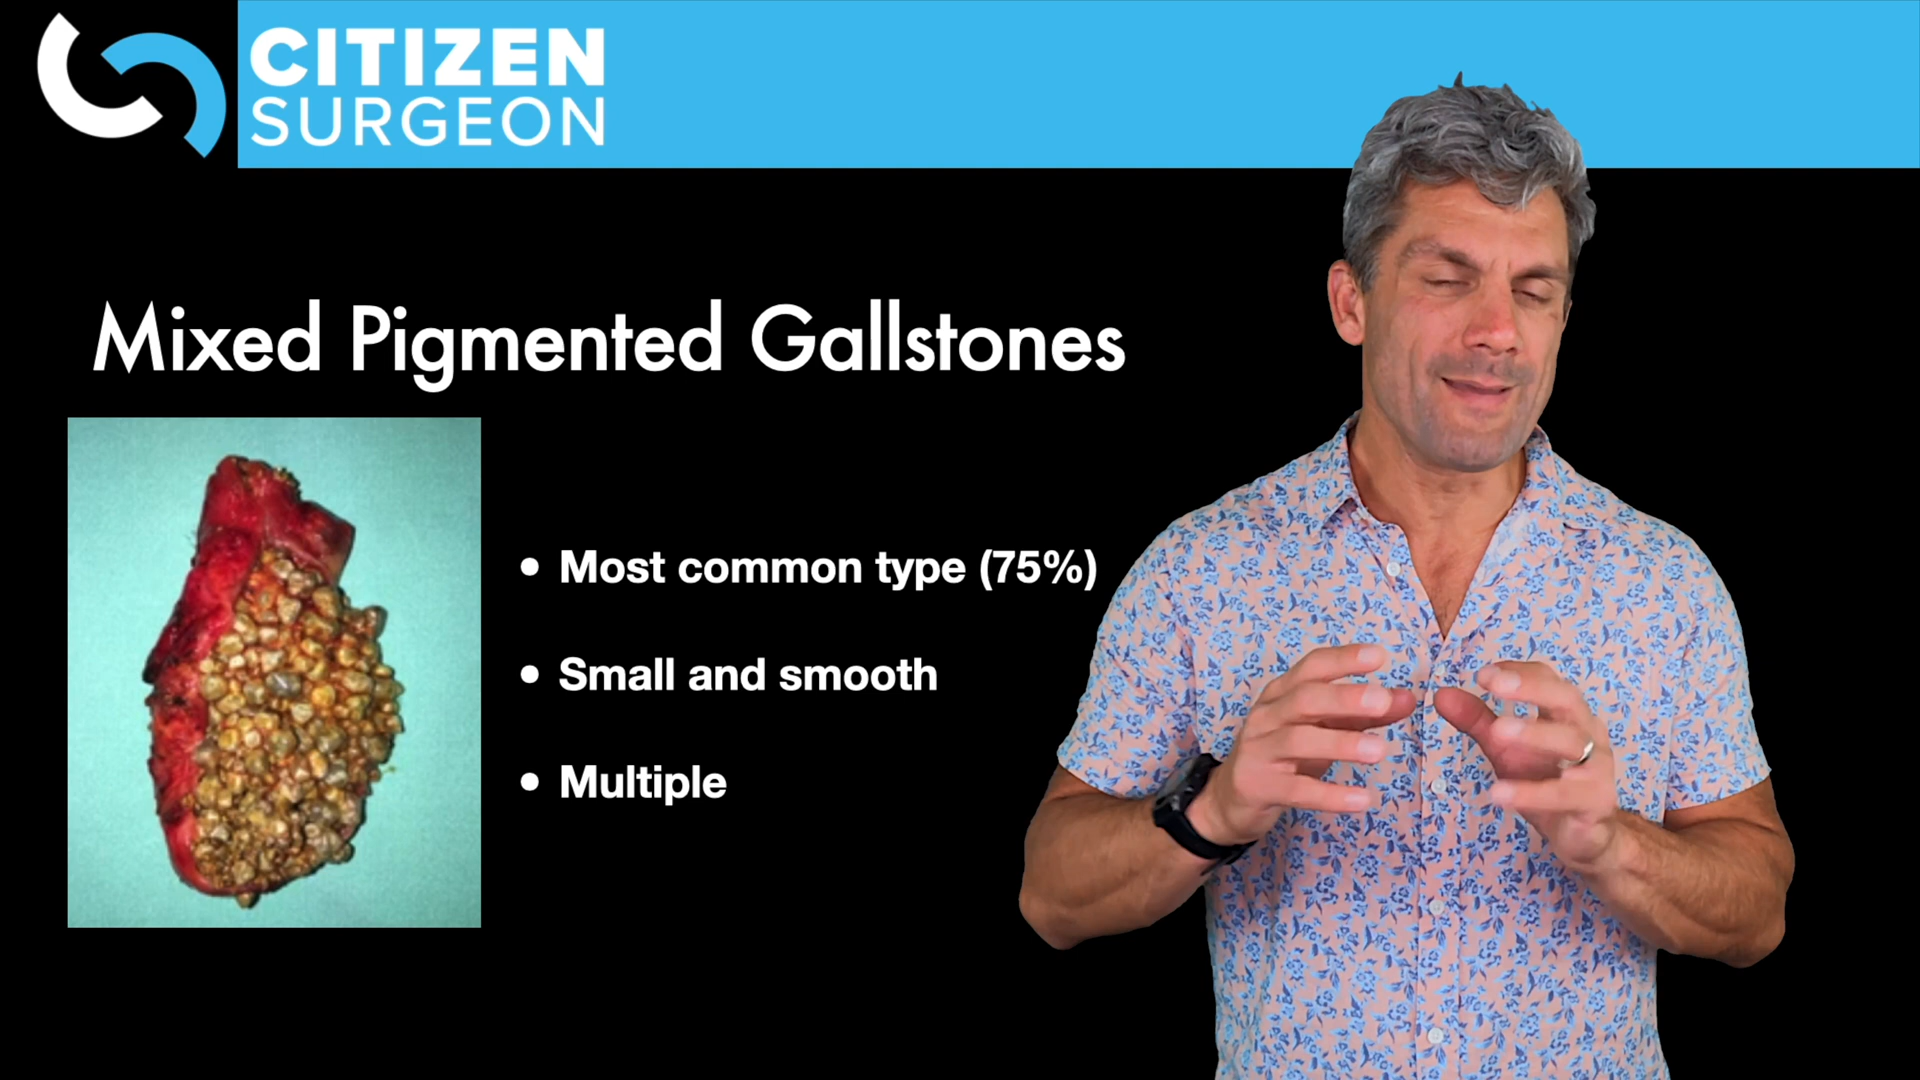 CITIZEN
SURGEON
Mixed Pigmented Gallstones
• Most common type (75%)
• Small and smooth
• Multiple